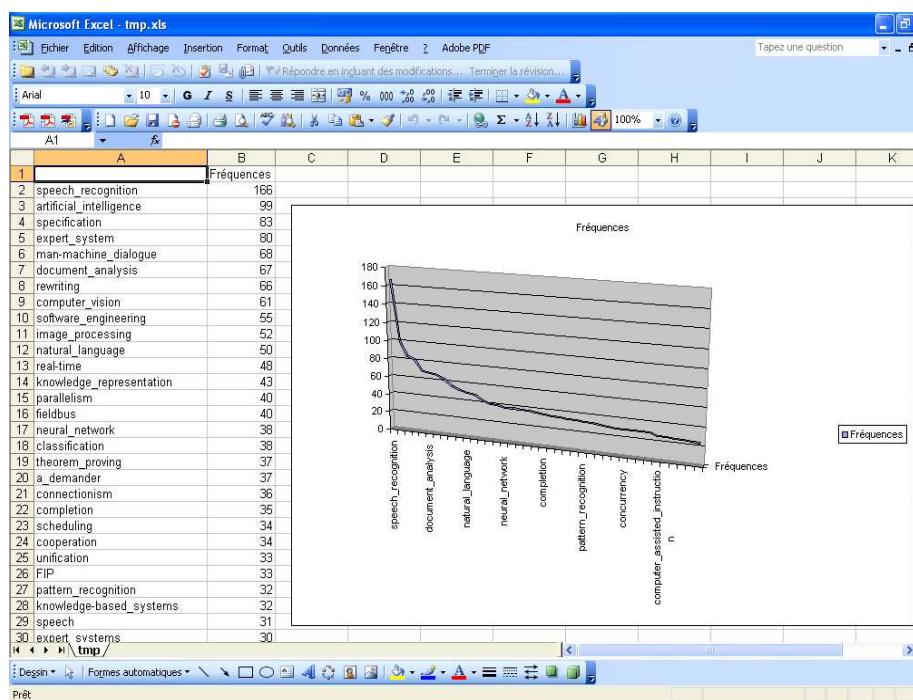 Microsoft Excel - tmp.xls
Fichier Edition Affichage Insertion Format Outils Données Fenêtre ? Adobe PDF Tapez une question
Répondre en incluant des modifications... Terminer la révision...
Arial 10 G I S % 000
100%
A1 fx
A B C D E F G H I J K
1 Fréquences
2 speech_recognition 166
3 artificial_intelligence 99
4 specification 83
5 expert_system 80
6 man-machine_dialogue 68
7 document_analysis 67
8 rewriting 66
9 computer_vision 61
10 software_engineering 55
11 image_processing 52
12 natural_language 50
13 real-time 48
14 knowledge_representation 43
15 parallelism 40
16 fieldbus 40
17 neural_network 38
18 classification 38
19 theorem_proving 37
20 a_demander 37
21 connectionism 36
22 completion 35
23 scheduling 34
24 cooperation 34
25 unification 33
26 FIP 33
27 pattern_recognition 32
28 knowledge-based_systems 32
29 speech 31
30 expert_systems 30
Fréquences
180
160
140
120
100
80
60
40
20
0
speech_recognition
document_analysis
natural_language
neural_network
completion
pattern_recognition
concurrency
computer_assisted_instructio
n
Fréquences
Fréquences
tmp
Dessin Formes automatiques
Prêt